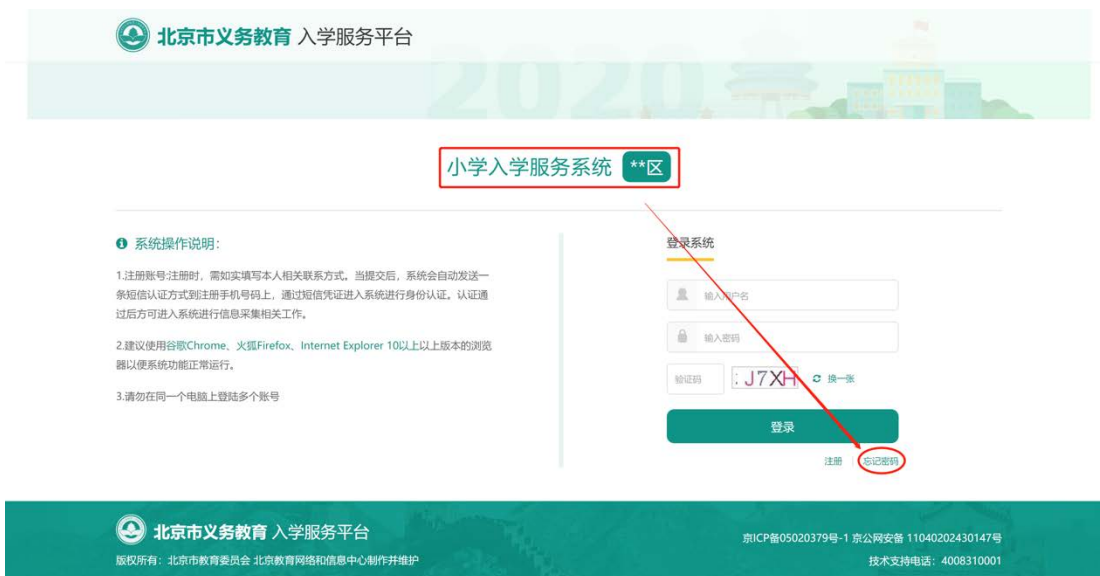 北京市义务教育 入学服务平台
2020
小学入学服务系统 **区
系统操作说明：
登录系统
1.注册账号:注册时，需如实填写本人相关联系方式。当提交后，系统会自动发送一
条短信认证方式到注册手机号码上，通过短信凭证进入系统进行身份认证。认证通
过后方可进入系统进行信息采集相关工作。
2.建议使用谷歌Chrome、火狐Firefox、Internet Explorer 10以上以上版本的浏览
器以便系统功能正常运行。
3.请勿在同一个电脑上登陆多个账号
输入用户名
输入密码
验证码 J7XH 换一张
登录
注册 忘记密码
北京市义务教育 入学服务平台
版权所有：北京市教育委员会 北京教育网络和信息中心制作并维护
京ICP备05020379号-1 京公网安备 11040202430147号
技术支持电话：4008310001